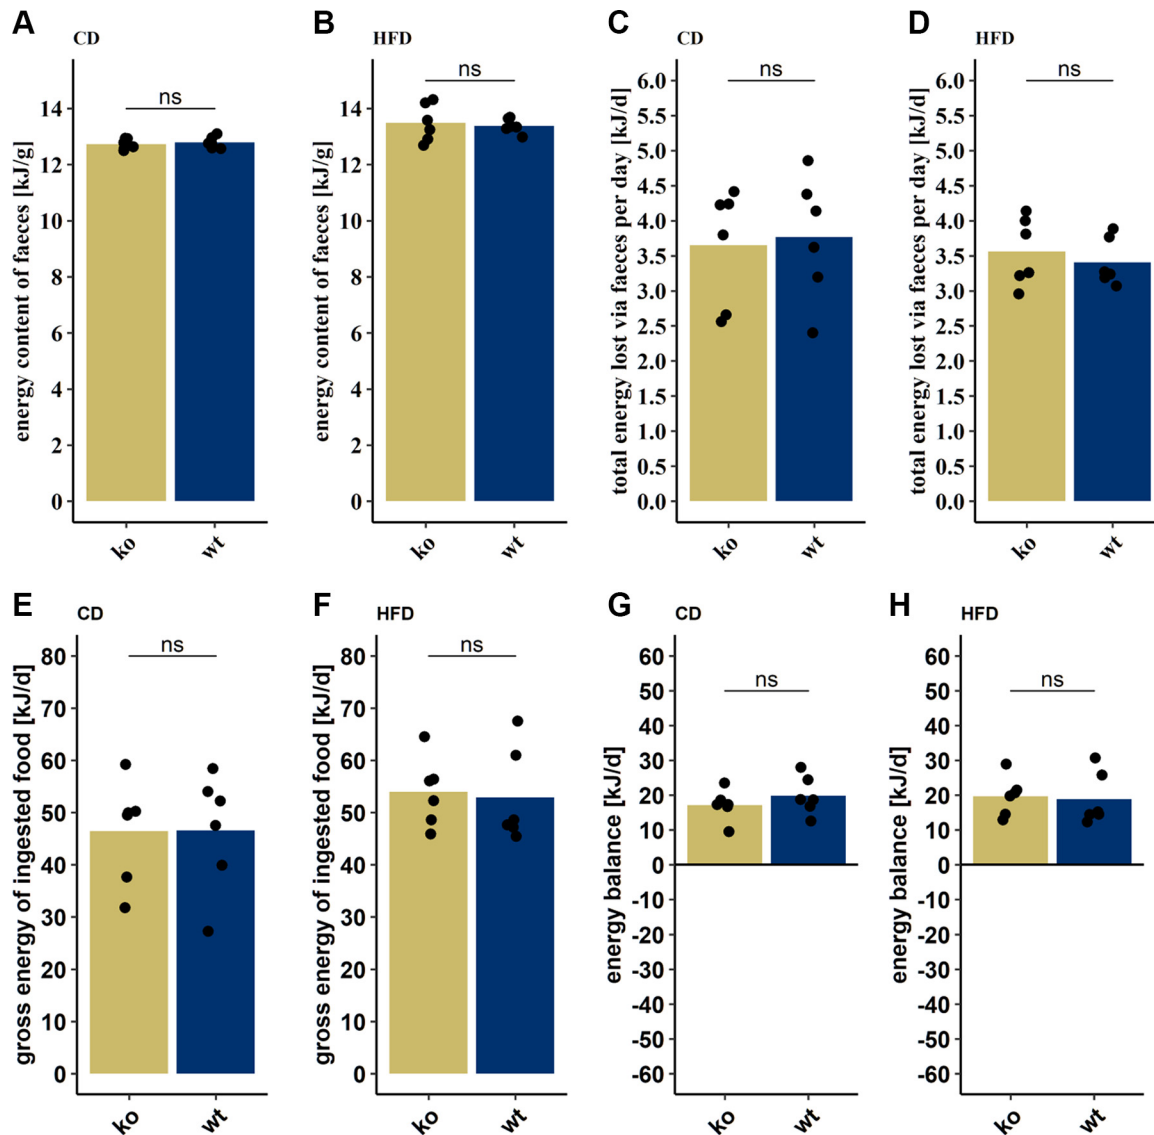 A
CD
ns
energy content of faeces [kJ/g]
14
12
10
8
6
4
2
0
ko
wt
B
HFD
ns
energy content of faeces [kJ/g]
14
12
10
8
6
4
2
0
ko
wt
C
CD
ns
total energy lost via faeces per day [kJ/d]
6.0
5.5
5.0
4.5
4.0
3.5
3.0
2.5
2.0
1.5
1.0
0.5
0.0
ko
wt
D
HFD
ns
total energy lost via faeces per day [kJ/d]
6.0
5.5
5.0
4.5
4.0
3.5
3.0
2.5
2.0
1.5
1.0
0.5
0.0
ko
wt
E
CD
ns
gross energy of ingested food [kJ/d]
80
70
60
50
40
30
20
10
0
ko
wt
F
HFD
ns
gross energy of ingested food [kJ/d]
80
70
60
50
40
30
20
10
0
ko
wt
G
CD
ns
energy balance [kJ/d]
60
50
40
30
20
10
0
-10
-20
-30
-40
-50
-60
ko
wt
H
HFD
ns
energy balance [kJ/d]
60
50
40
30
20
10
0
-10
-20
-30
-40
-50
-60
ko
wt